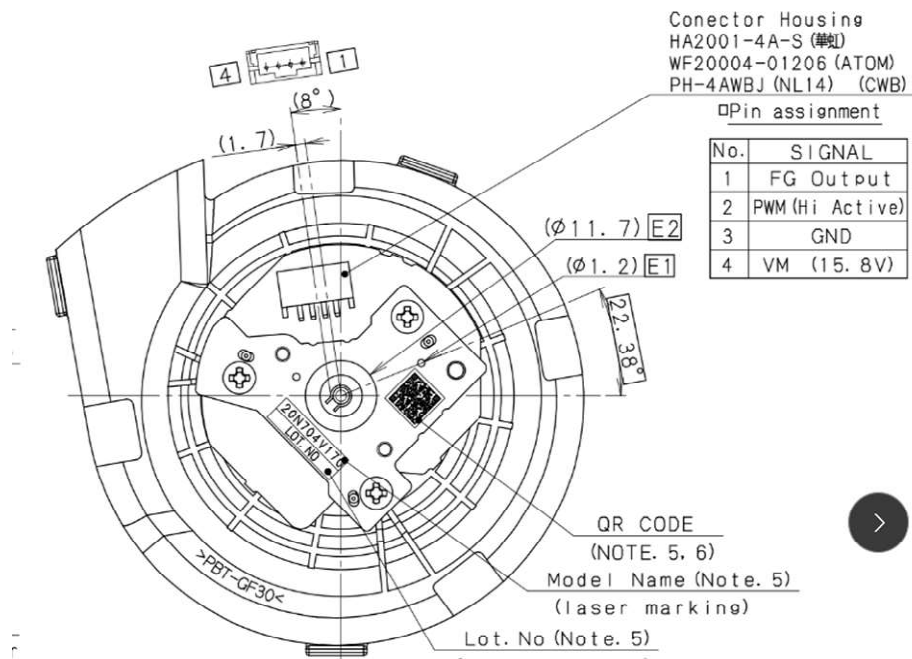 Conector Housing
HA2001-4A-S (華虹)
WF20004-01206 (ATOM)
PH-4AWBJ (NL14) (CWB)
Pin assignment
No. SIGNAL
1 FG Output
2 PWM (Hi Active)
3 GND
4 VM (15. 8V)
4
1
(8°)
(1. 7)
(Ø11. 7) E2
(Ø1. 2) E1
22. 38°
20N704V170
LOT. NO
>PBT-GF30<
QR CODE
(NOTE. 5, 6)
Model Name (Note. 5)
(laser marking)
Lot. No (Note. 5)